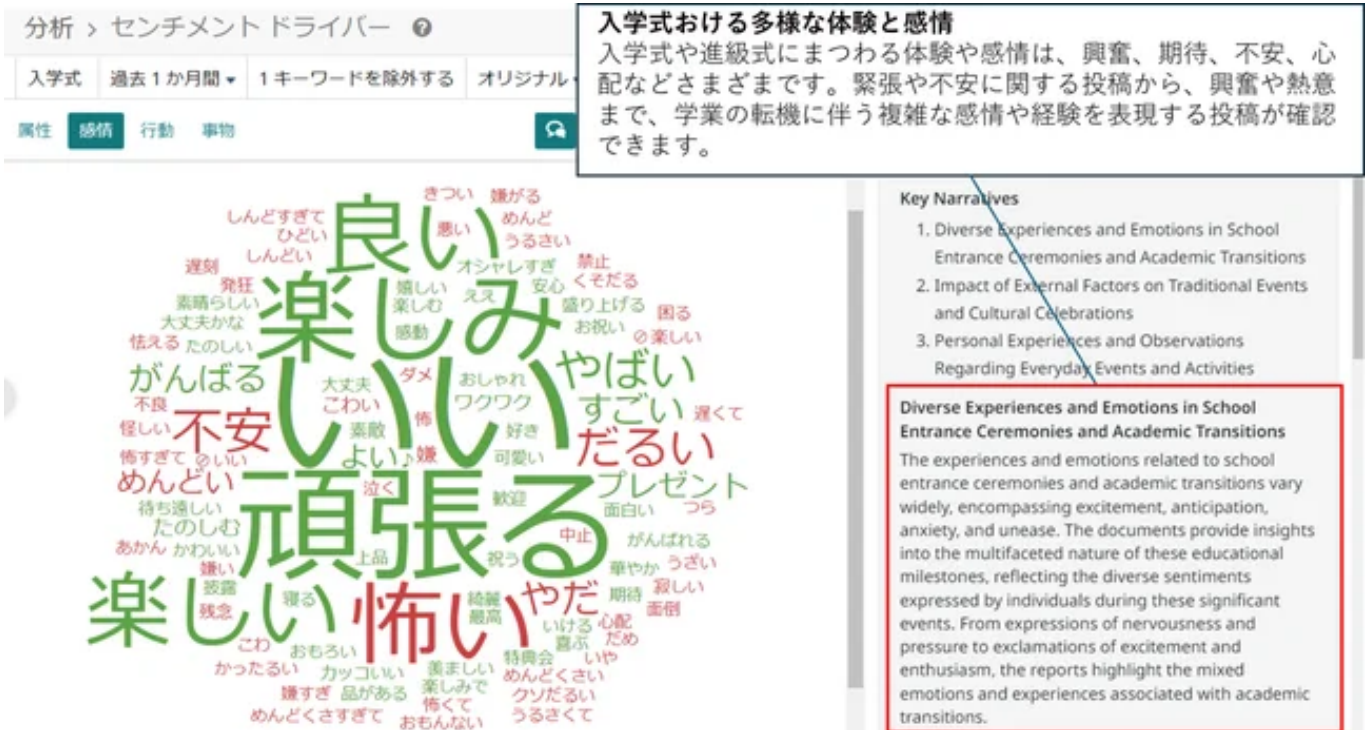 分析 > センチメント ドライバー
入学式 過去1か月間 1キーワードを除外する オリジナル
属性 感情 行動 事物
入学式おける多様な体験と感情
入学式や進級式にまつわる体験や感情は、興奮、期待、不安、心
配などさまざまです。緊張や不安に関する投稿から、興奮や熱意
まで、学業の転機に伴う複雑な感情や経験を表現する投稿が確認
できます。
きつい 嫌がる
しんどすぎて 良い 悪い めんど
ひどい うるさい
しんどい オシャレすぎ 禁止
遅刻 発狂 嬉しい 安心 くそだる
素晴らしい 楽しみ 楽しむ ええ 盛り上げる 困る
大丈夫かな 感動 お祝い 楽しい
怯える たのしい
がんばる いい 大丈夫 ダメ おしゃれ やばい
不良 こわい 怖 ワクワク すごい 遅くて
怪しい 不安 素敵 好き だるい
怖すぎて いい よい♪ 嫌 可愛い
めんどい 頑張る 泣く 歓迎 プレゼント
待ち遠しい 面白い つら
たのしむ 中止 がんばれる
あかん かわいい 上品 祝う 華やか うざい
嫌い 楽しい 怖い やだ 期待 寂しい
披露 寝る 綺麗 面倒
残念 最高 いける 心配
こわ おもろい 喜ぶ だめ
かったるい カッコいい 羨ましい 特典会 いや
嫌すぎ 品がある 楽しみで めんどくさい
怖くて クソだるい
めんどくさすぎて おもんない うるさくて
Key Narratives
1. Diverse Experiences and Emotions in School
Entrance Ceremonies and Academic Transitions
2. Impact of External Factors on Traditional Events
and Cultural Celebrations
3. Personal Experiences and Observations
Regarding Everyday Events and Activities
Diverse Experiences and Emotions in School
Entrance Ceremonies and Academic Transitions
The experiences and emotions related to school
entrance ceremonies and academic transitions vary
widely, encompassing excitement, anticipation,
anxiety, and unease. The documents provide insights
into the multifaceted nature of these educational
milestones, reflecting the diverse sentiments
expressed by individuals during these significant
events. From expressions of nervousness and
pressure to exclamations of excitement and
enthusiasm, the reports highlight the mixed
emotions and experiences associated with academic
transitions.